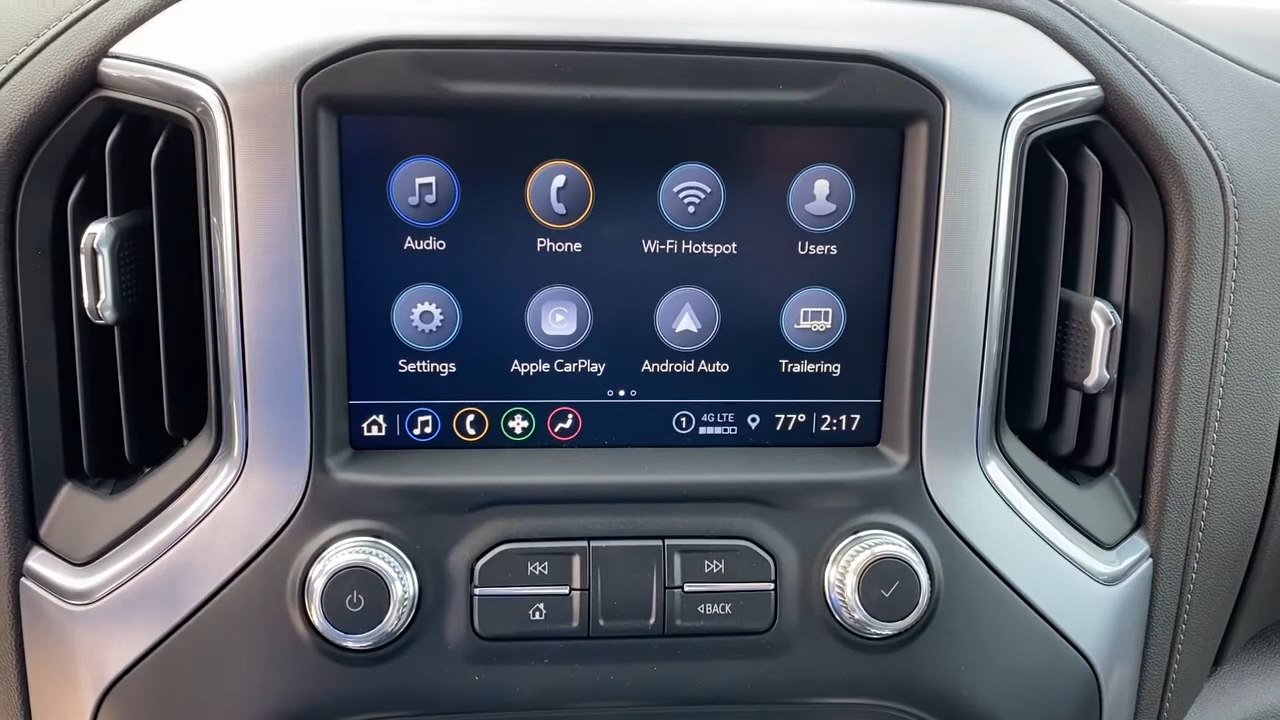 Audio Phone Wi-Fi Hotspot Users
Settings Apple CarPlay Android Auto Trailering
1 4G LTE 77° 2:17
BACK